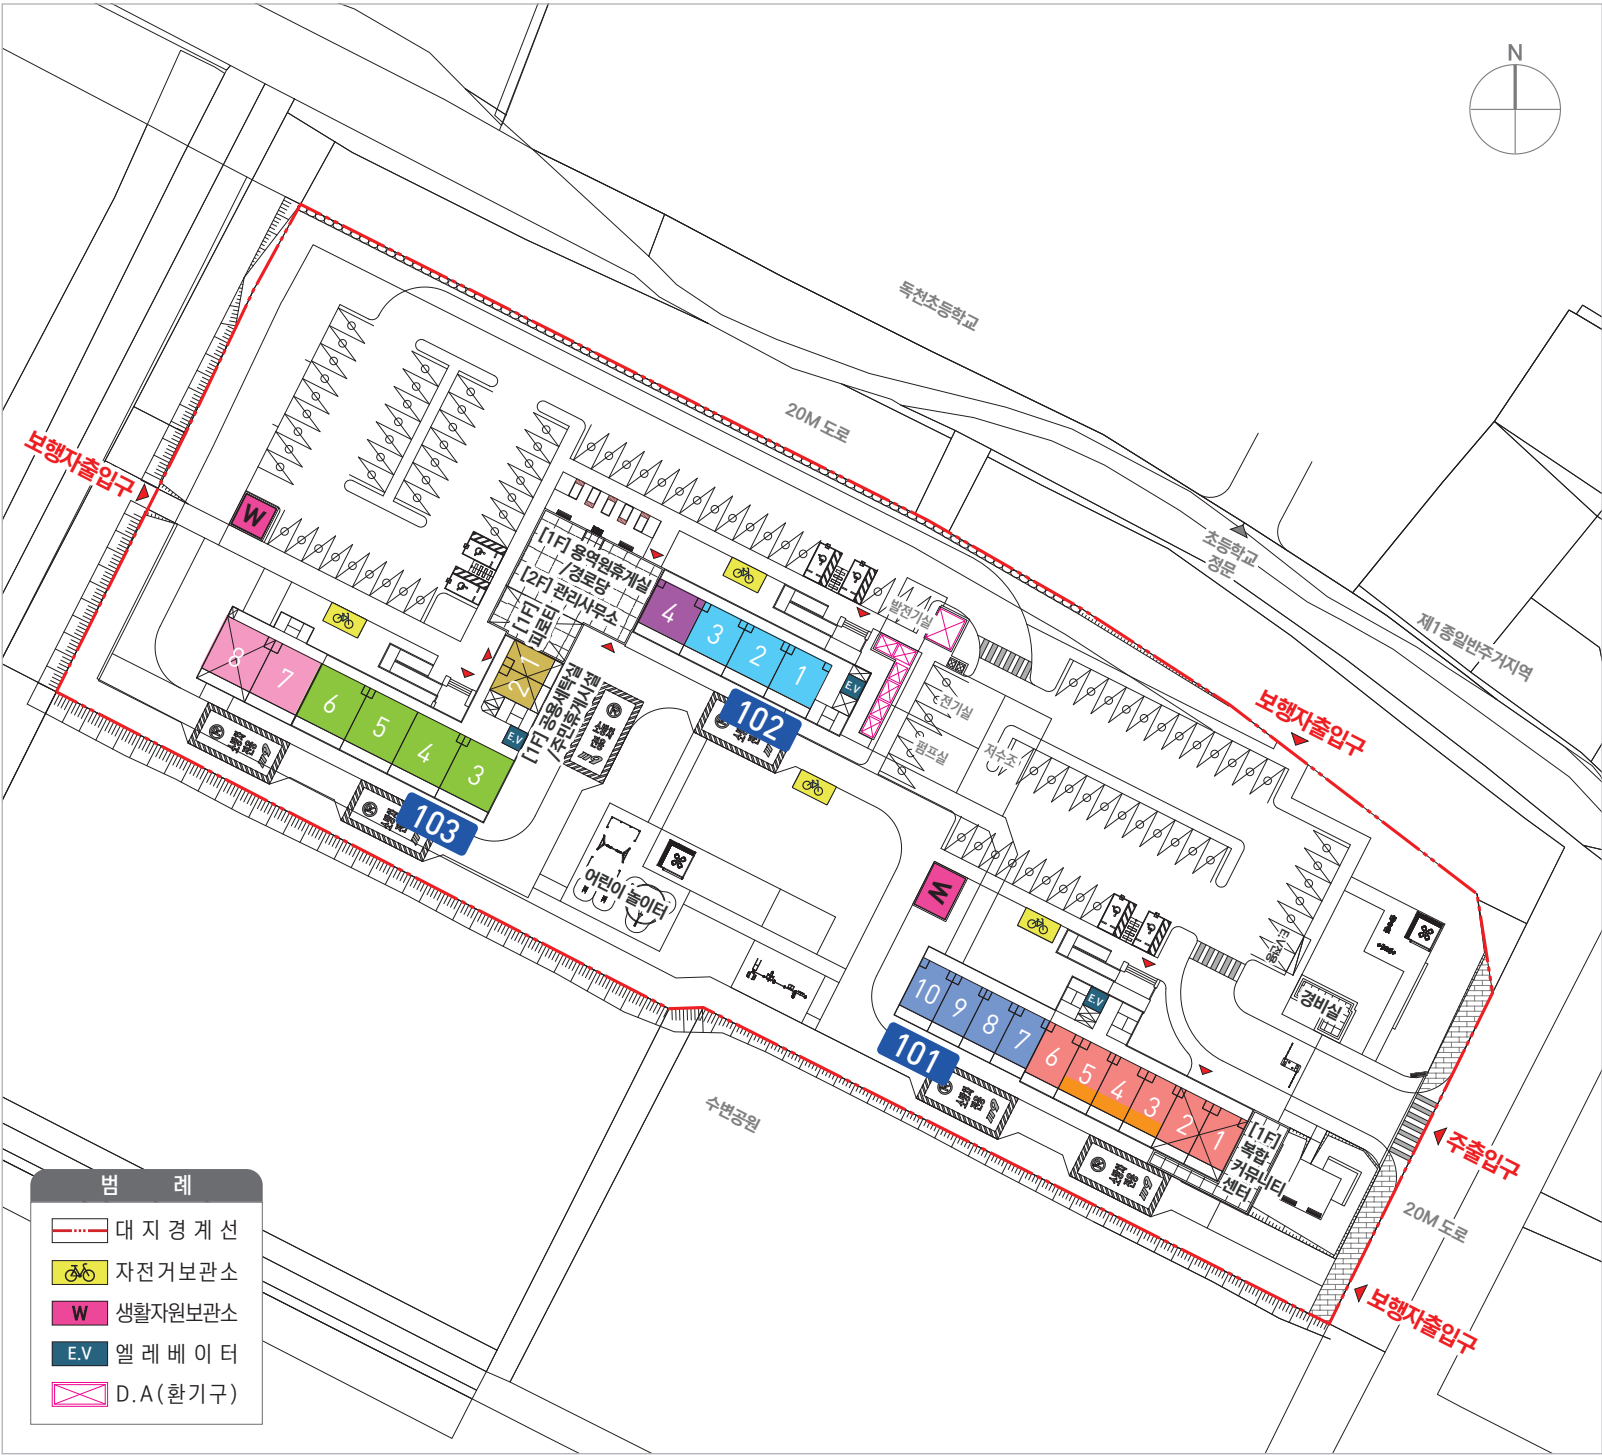 N
독천초등학교
20M 도로
보행자출입구
초등학교
정문
제1종일반주거지역
W
[1F] 용역원휴게실
/경로당
[2F] 관리사무소
[1F]
피로티
발전기실
4
3
2
1
E.V
102
전기실
펌프실
저수조
보행자출입구
8
7
6
5
4
3
2
1
E.V
[1F] 공용세탁실
/주민휴게시설
103
어린이 놀이터
W
E.V충전
경비실
10
9
8
7
6
5
4
3
2
1
E.V
101
[1F]
복합
커뮤니티
센터
주출입구
20M 도로
보행자출입구
수변공원
범 례
대 지 경 계 선
자전거보관소
W 생활자원보관소
E.V 엘 레 베 이 터
D.A(환기구)